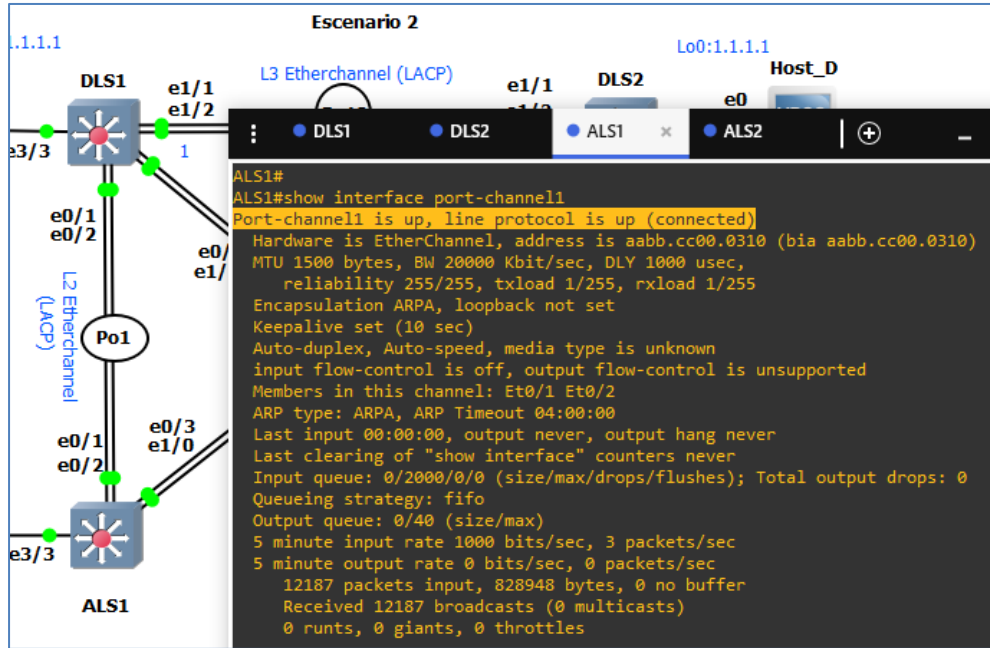 Escenario 2
.1.1.1
Lo0:1.1.1.1
L3 Etherchannel (LACP)
DLS1
e1/1
e1/2
e1/1
DLS2
Host_D
e0
e3/3
1
DLS1
DLS2
ALS1 ×
ALS2
e0/1
e0/2
e0/
e1/
L2 Etherchannel
(LACP)
Po1
e0/1
e0/2
e0/3
e1/0
e3/3
ALS1
ALS1#
ALS1#show interface port-channel1
Port-channel1 is up, line protocol is up (connected)
Hardware is EtherChannel, address is aabb.cc00.0310 (bia aabb.cc00.0310)
MTU 1500 bytes, BW 20000 Kbit/sec, DLY 1000 usec,
reliability 255/255, txload 1/255, rxload 1/255
Encapsulation ARPA, loopback not set
Keepalive set (10 sec)
Auto-duplex, Auto-speed, media type is unknown
input flow-control is off, output flow-control is unsupported
Members in this channel: Et0/1 Et0/2
ARP type: ARPA, ARP Timeout 04:00:00
Last input 00:00:00, output never, output hang never
Last clearing of "show interface" counters never
Input queue: 0/2000/0/0 (size/max/drops/flushes); Total output drops: 0
Queueing strategy: fifo
Output queue: 0/40 (size/max)
5 minute input rate 1000 bits/sec, 3 packets/sec
5 minute output rate 0 bits/sec, 0 packets/sec
12187 packets input, 828948 bytes, 0 no buffer
Received 12187 broadcasts (0 multicasts)
0 runts, 0 giants, 0 throttles